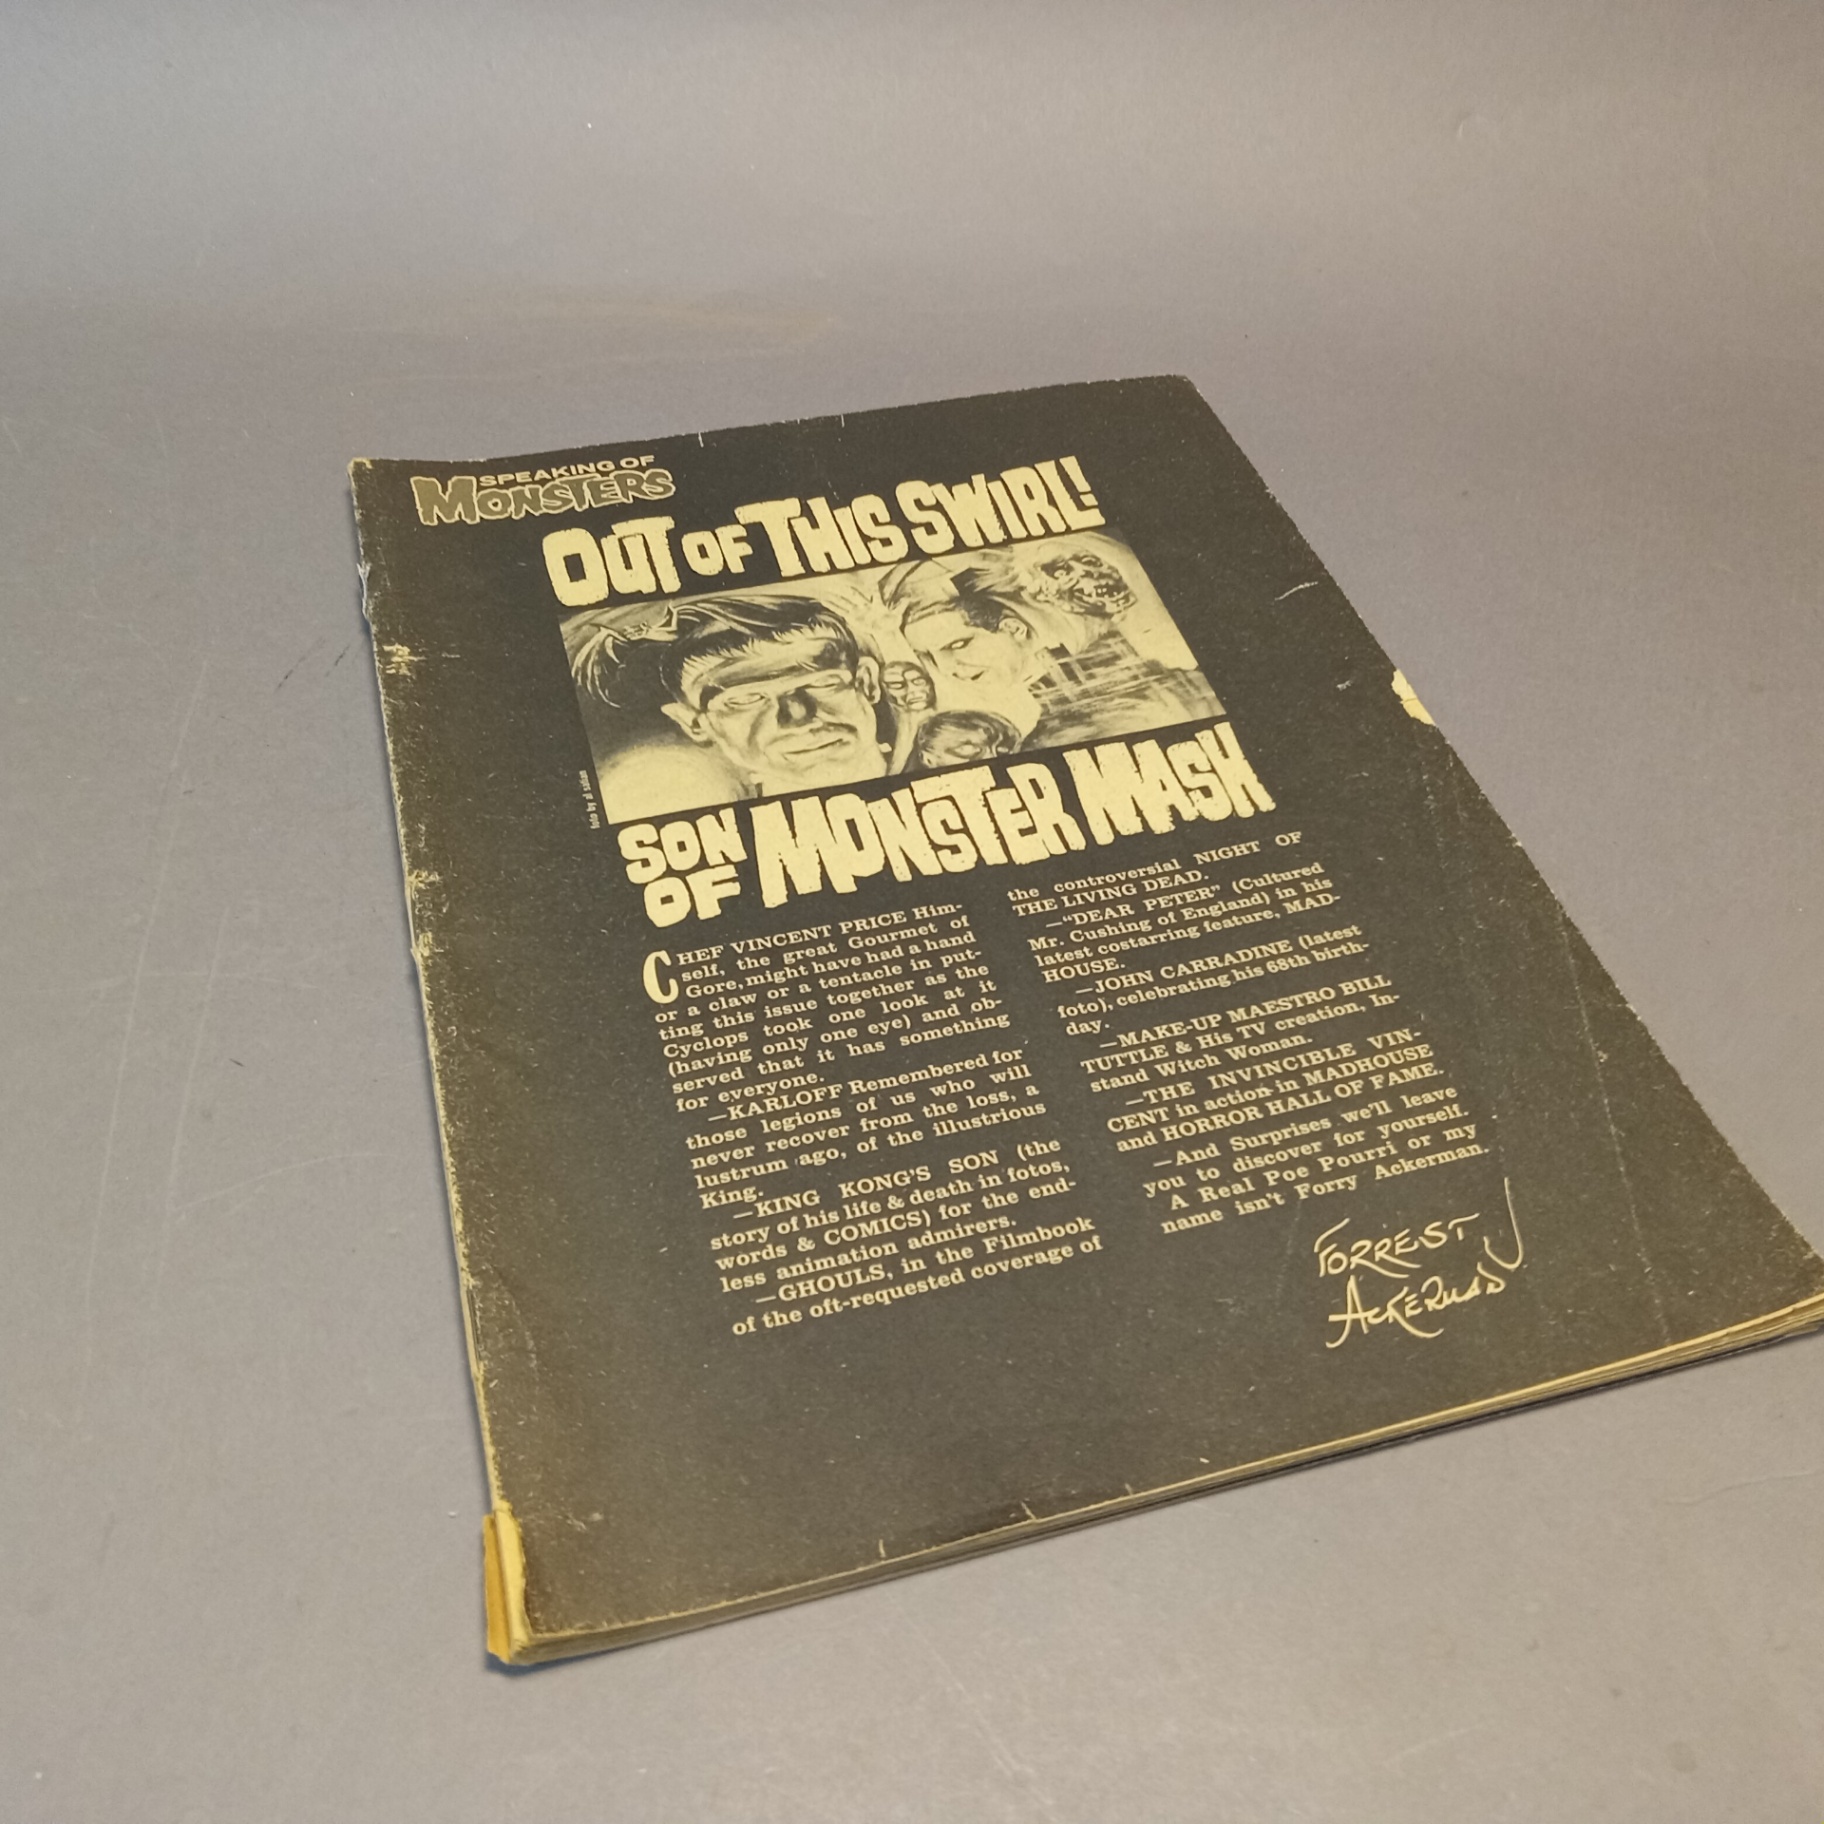 SPEAKING OF
MONSTERS
OUT OF THIS SWIRL!
foto by al satian
SON
OF MONSTER MASH
CHEF VINCENT PRICE Him-
self, the great Gourmet of
Gore, might have had a hand
or a claw or a tentacle in put-
ting this issue together as the
Cyclops took one look at it
(having only one eye) and ob-
served that it has something
for everyone.
—KARLOFF Remembered for
those legions of us who will
never recover from the loss, a
lustrum ago, of the illustrious
King.
—KING KONG'S SON (the
story of his life & death in fotos,
words & COMICS) for the end-
less animation admirers.
—GHOULS, in the Filmbook
of the oft-requested coverage of
the controversial NIGHT OF
THE LIVING DEAD.
—"DEAR PETER" (Cultured
Mr. Cushing of England) in his
latest costarring feature, MAD-
HOUSE.
—JOHN CARRADINE (latest
foto), celebrating his 68th birth-
day.
—MAKE-UP MAESTRO BILL
TUTTLE & His TV creation, In-
stand Witch Woman.
—THE INVINCIBLE VIN-
CENT in action in MADHOUSE
and HORROR HALL OF FAME.
—And Surprises we'll leave
you to discover for yourself.
A Real Poe Pourri or my
name isn't Forry Ackerman.
FORREST J
ACKERMAN